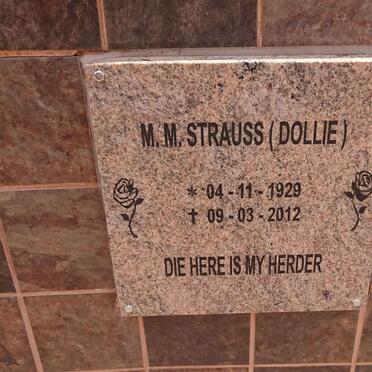 M. M. STRAUSS ( DOLLIE )
* 04 - 11 - 1929
✝ 09 - 03 - 2012
DIE HERE IS MY HERDER